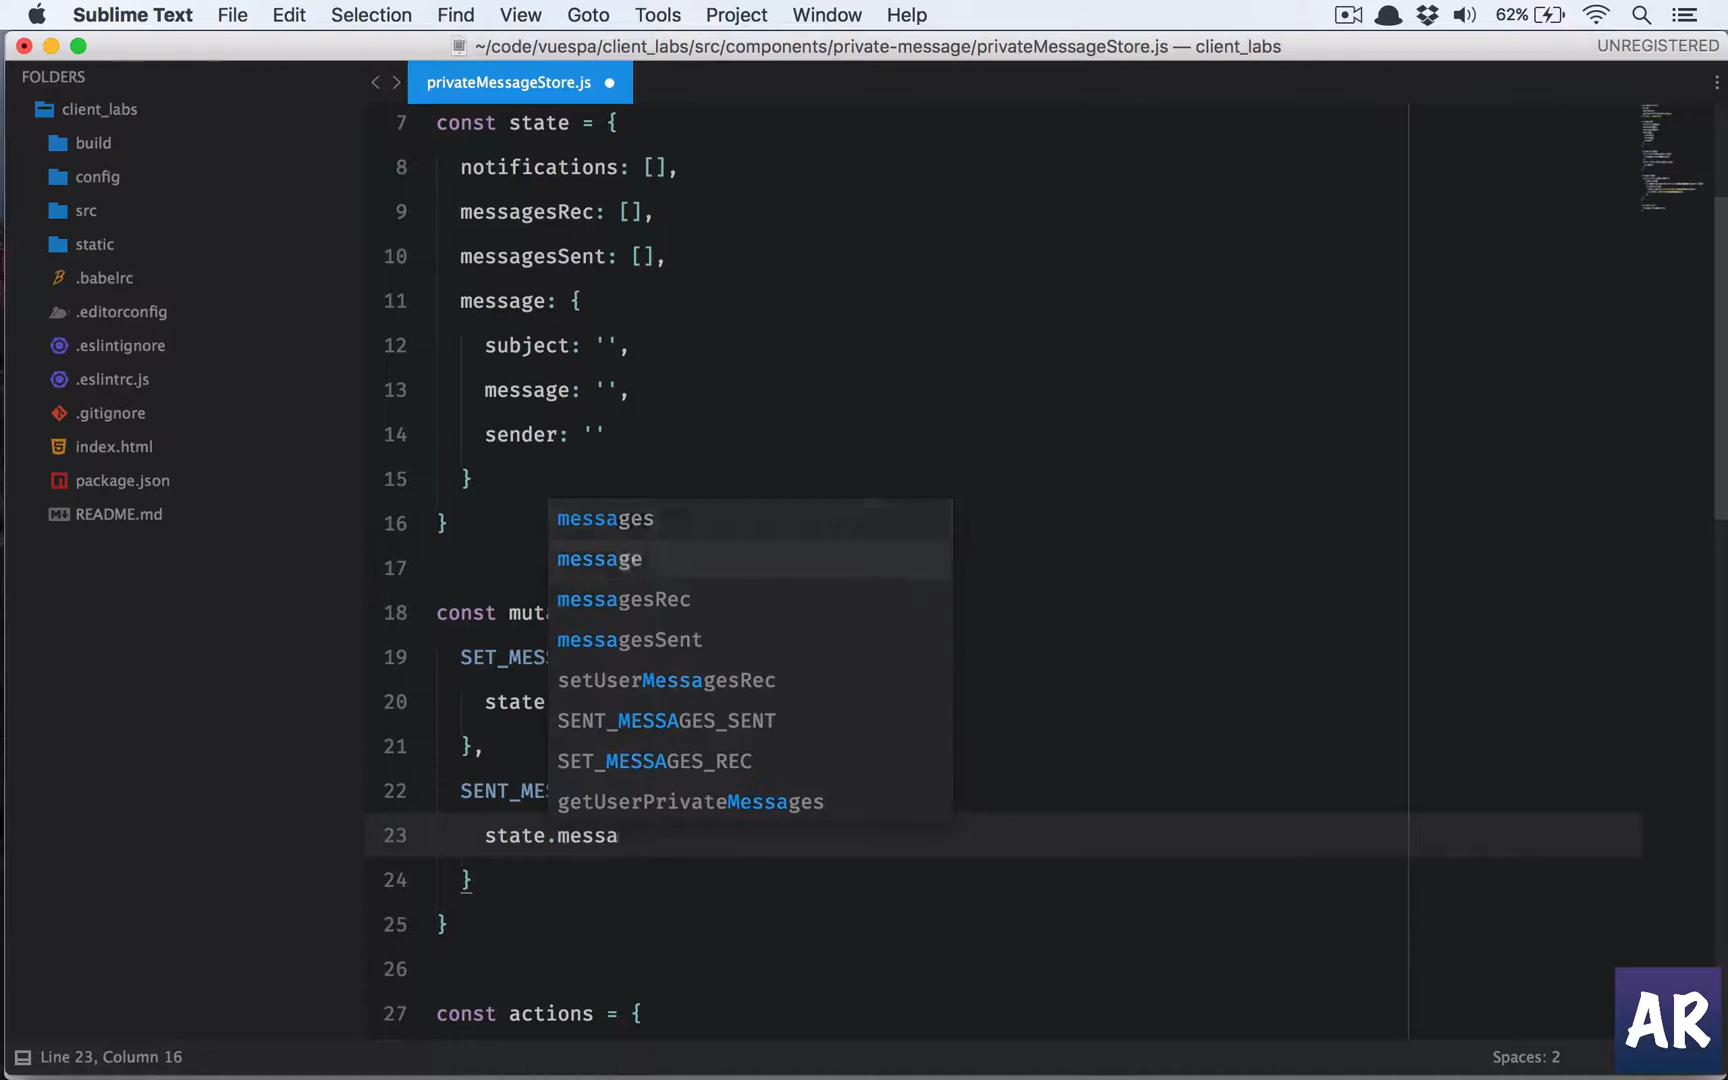 Sublime Text File Edit Selection Find View Goto Tools Project Window Help 62%
~/code/vuespa/client_labs/src/components/private-message/privateMessageStore.js — client_labs UNREGISTERED
FOLDERS
client_labs
build
config
src
static
.babelrc
.editorconfig
.eslintignore
.eslintrc.js
.gitignore
index.html
package.json
README.md
privateMessageStore.js
7 const state = {
8 notifications: [],
9 messagesRec: [],
10 messagesSent: [],
11 message: {
12 subject: '',
13 message: '',
14 sender: ''
15 }
16 }
17
18 const muta
19 SET_MESS
20 state
21 },
22 SENT_MES
23 state.messa
24 }
25 }
26
27 const actions = {
messages
message
messagesRec
messagesSent
setUserMessagesRec
SENT_MESSAGES_SENT
SET_MESSAGES_REC
getUserPrivateMessages
AR
Line 23, Column 16 Spaces: 2